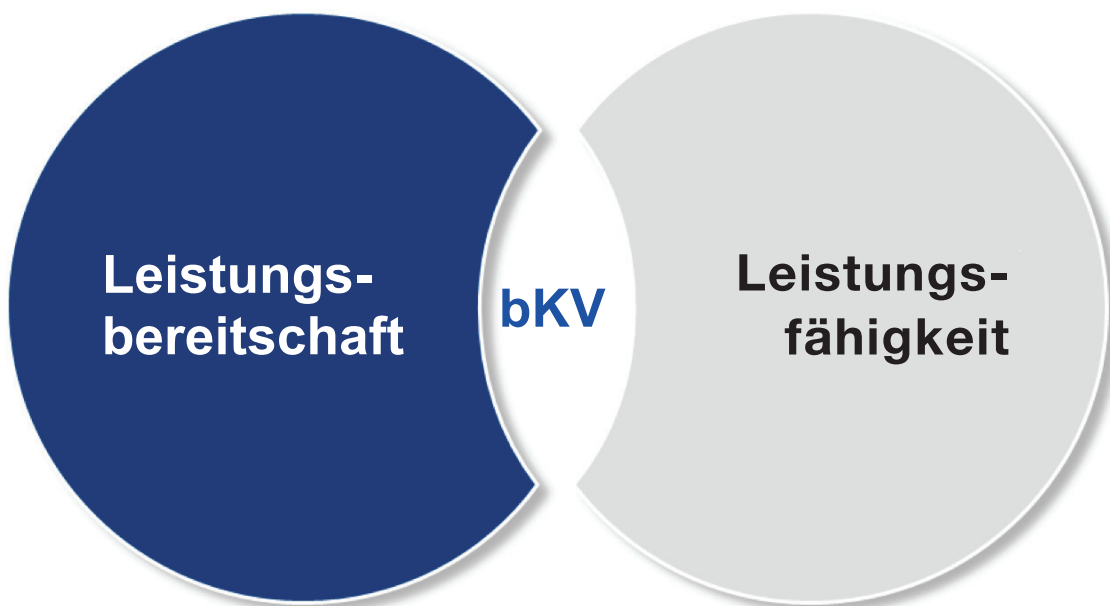 Leistungs-
bereitschaft
bKV
Leistungs-
fähigkeit